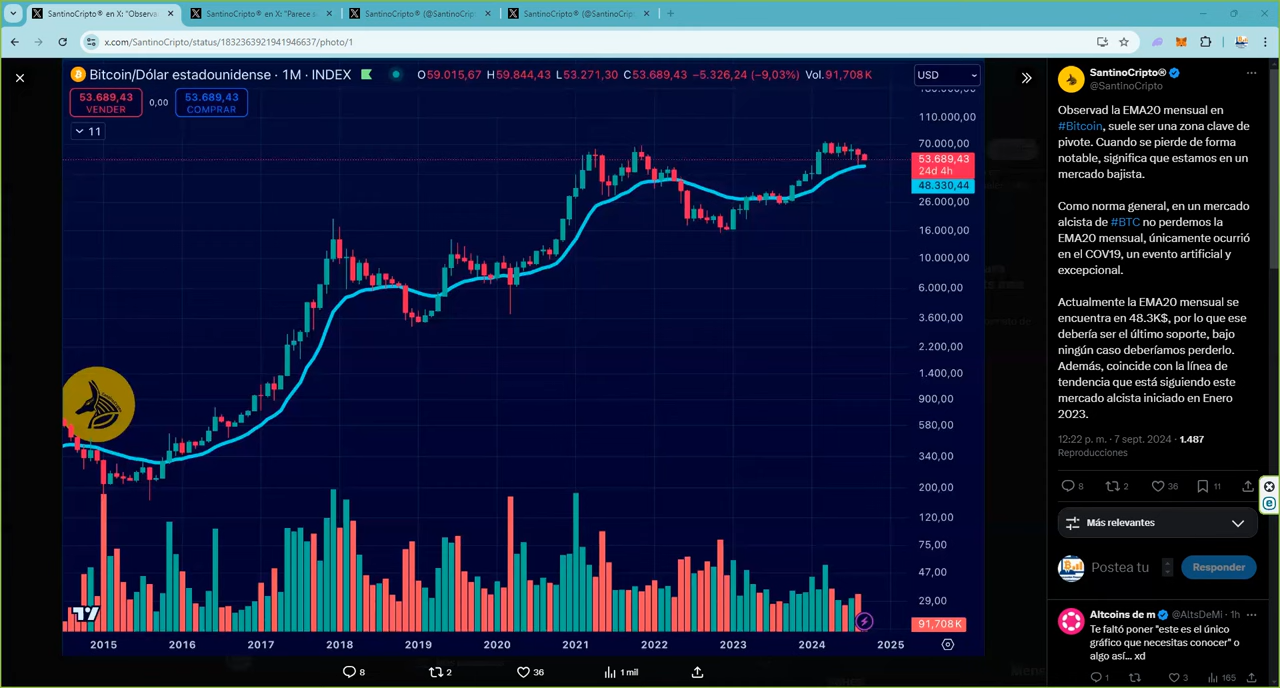 SantinoCripto® en X: "Observa
SantinoCripto® en X: "Parece
SantinoCripto® (@SantinoCrip
SantinoCripto® (@SantinoCrip
x.com/SantinoCripto/status/1832363921941946637/photo/1
Bitcoin/Dólar estadounidense · 1M · INDEX
O59.015,67 H59.844,43 L53.271,30 C53.689,43 −5.326,24 (−9,03%) Vol.91,708 K
USD
53.689,43
VENDER
0,00
53.689,43
COMPRAR
11
110.000,00
70.000,00
53.689,43
24d 4h
48.330,44
26.000,00
16.000,00
10.000,00
6.000,00
3.600,00
2.200,00
1.400,00
900,00
580,00
340,00
200,00
120,00
75,00
47,00
29,00
91,708 K
2015 2016 2017 2018 2019 2020 2021 2022 2023 2024 2025
8 2 36 1 mil
SantinoCripto®
@SantinoCripto
Observad la EMA20 mensual en
#Bitcoin, suele ser una zona clave de
pivote. Cuando se pierde de forma
notable, significa que estamos en un
mercado bajista.
Como norma general, en un mercado
alcista de #BTC no perdemos la
EMA20 mensual, únicamente ocurrió
en el COV19, un evento artificial y
excepcional.
Actualmente la EMA20 mensual se
encuentra en 48.3K$, por lo que ese
debería ser el último soporte, bajo
ningún caso deberíamos perderlo.
Además, coincide con la línea de
tendencia que está siguiendo este
mercado alcista iniciado en Enero
2023.
12:22 p. m. · 7 sept. 2024 · 1.487
Reproducciones
8 2 36 11
Más relevantes
Postea tu
Responder
Altcoins de m @AltsDeMi · 1h
Te faltó poner "este es el único
gráfico que necesitas conocer" o
algo así... xd
1 3 165